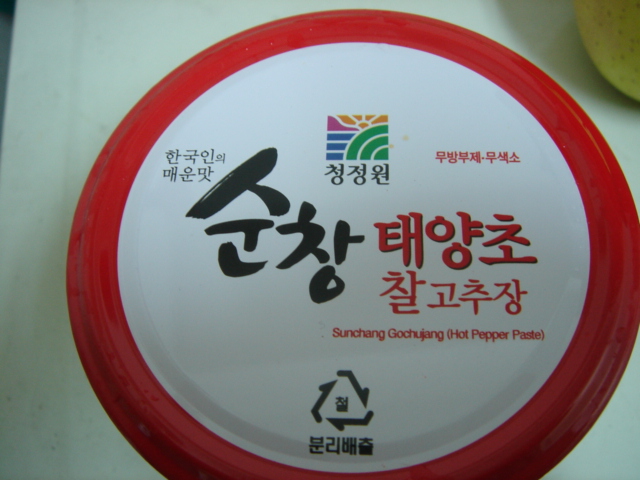 한국인의
매운맛
청정원
무방부제·무색소
순창
태양초
찰고추장
Sunchang Gochujang (Hot Pepper Paste)
철
분리배출